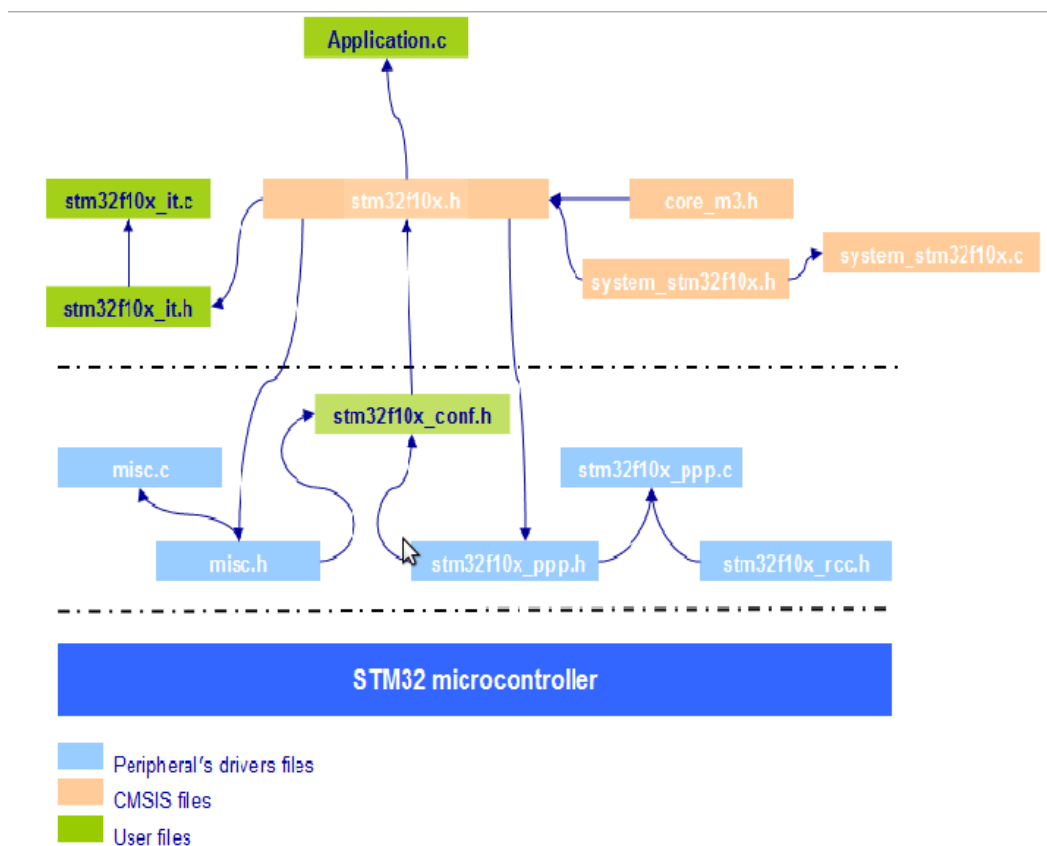 Application.c
stm32f10x_it.c
stm32f10x.h
core_m3.h
system_stm32f10x.c
system_stm32f10x.h
stm32f10x_it.h
stm32f10x_conf.h
misc.c
stm32f10x_ppp.c
misc.h
stm32f10x_ppp.h
stm32f10x_rcc.h
STM32 microcontroller
Peripheral's drivers files
CMSIS files
User files